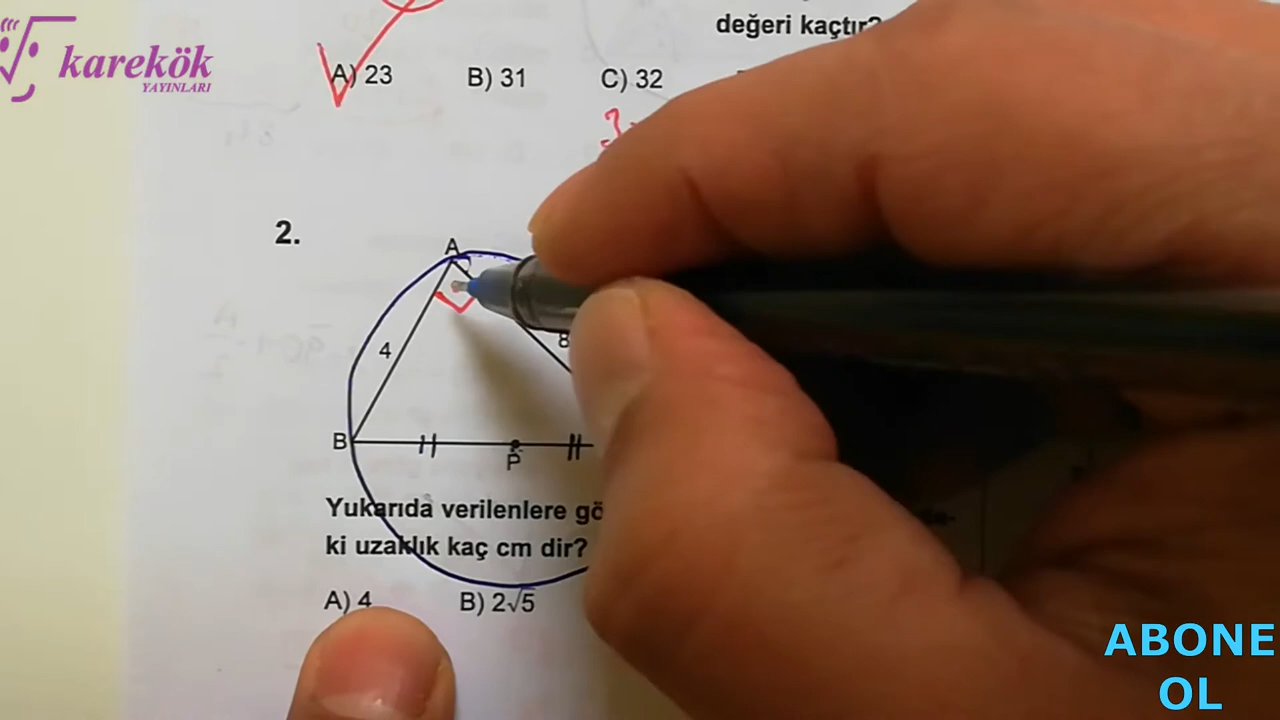 karekök
YAYINLARI
değeri kaçtır?
A) 23 B) 31 C) 32
2.
A
4
8
B
P
Yukarıda verilenlere
ki uzaklık kaç cm dir?
A) 4 B) 2√5
ABONE
OL